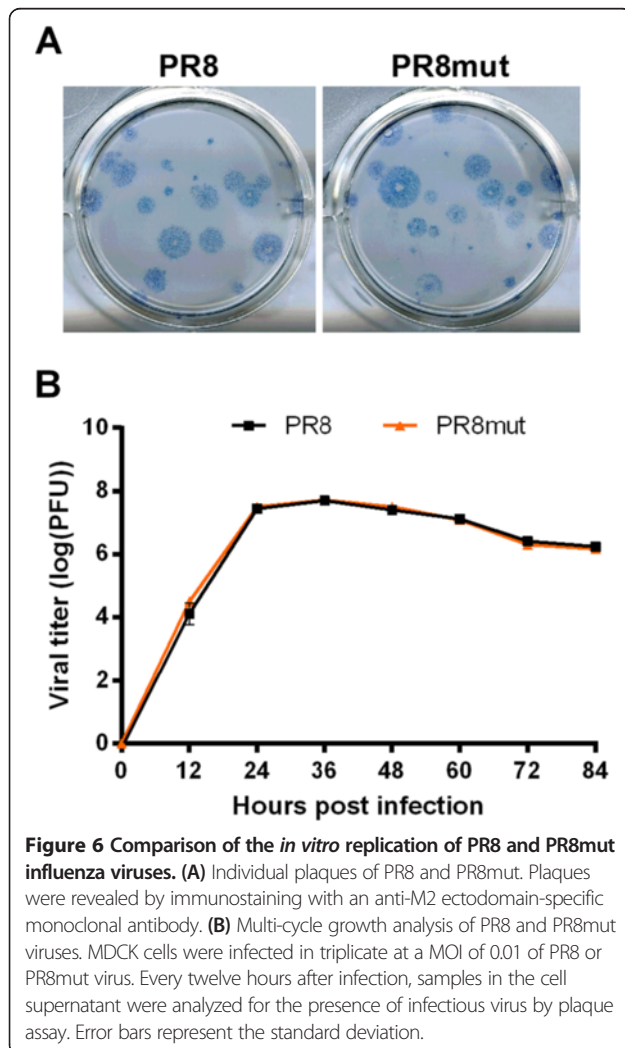 A
PR8
PR8mut
B
PR8
PR8mut
Viral titer (log(PFU))
10
8
6
4
2
0
0 12 24 36 48 60 72 84
Hours post infection
Figure 6 Comparison of the in vitro replication of PR8 and PR8mut
influenza viruses. (A) Individual plaques of PR8 and PR8mut. Plaques
were revealed by immunostaining with an anti-M2 ectodomain-specific
monoclonal antibody. (B) Multi-cycle growth analysis of PR8 and PR8mut
viruses. MDCK cells were infected in triplicate at a MOI of 0.01 of PR8 or
PR8mut virus. Every twelve hours after infection, samples in the cell
supernatant were analyzed for the presence of infectious virus by plaque
assay. Error bars represent the standard deviation.